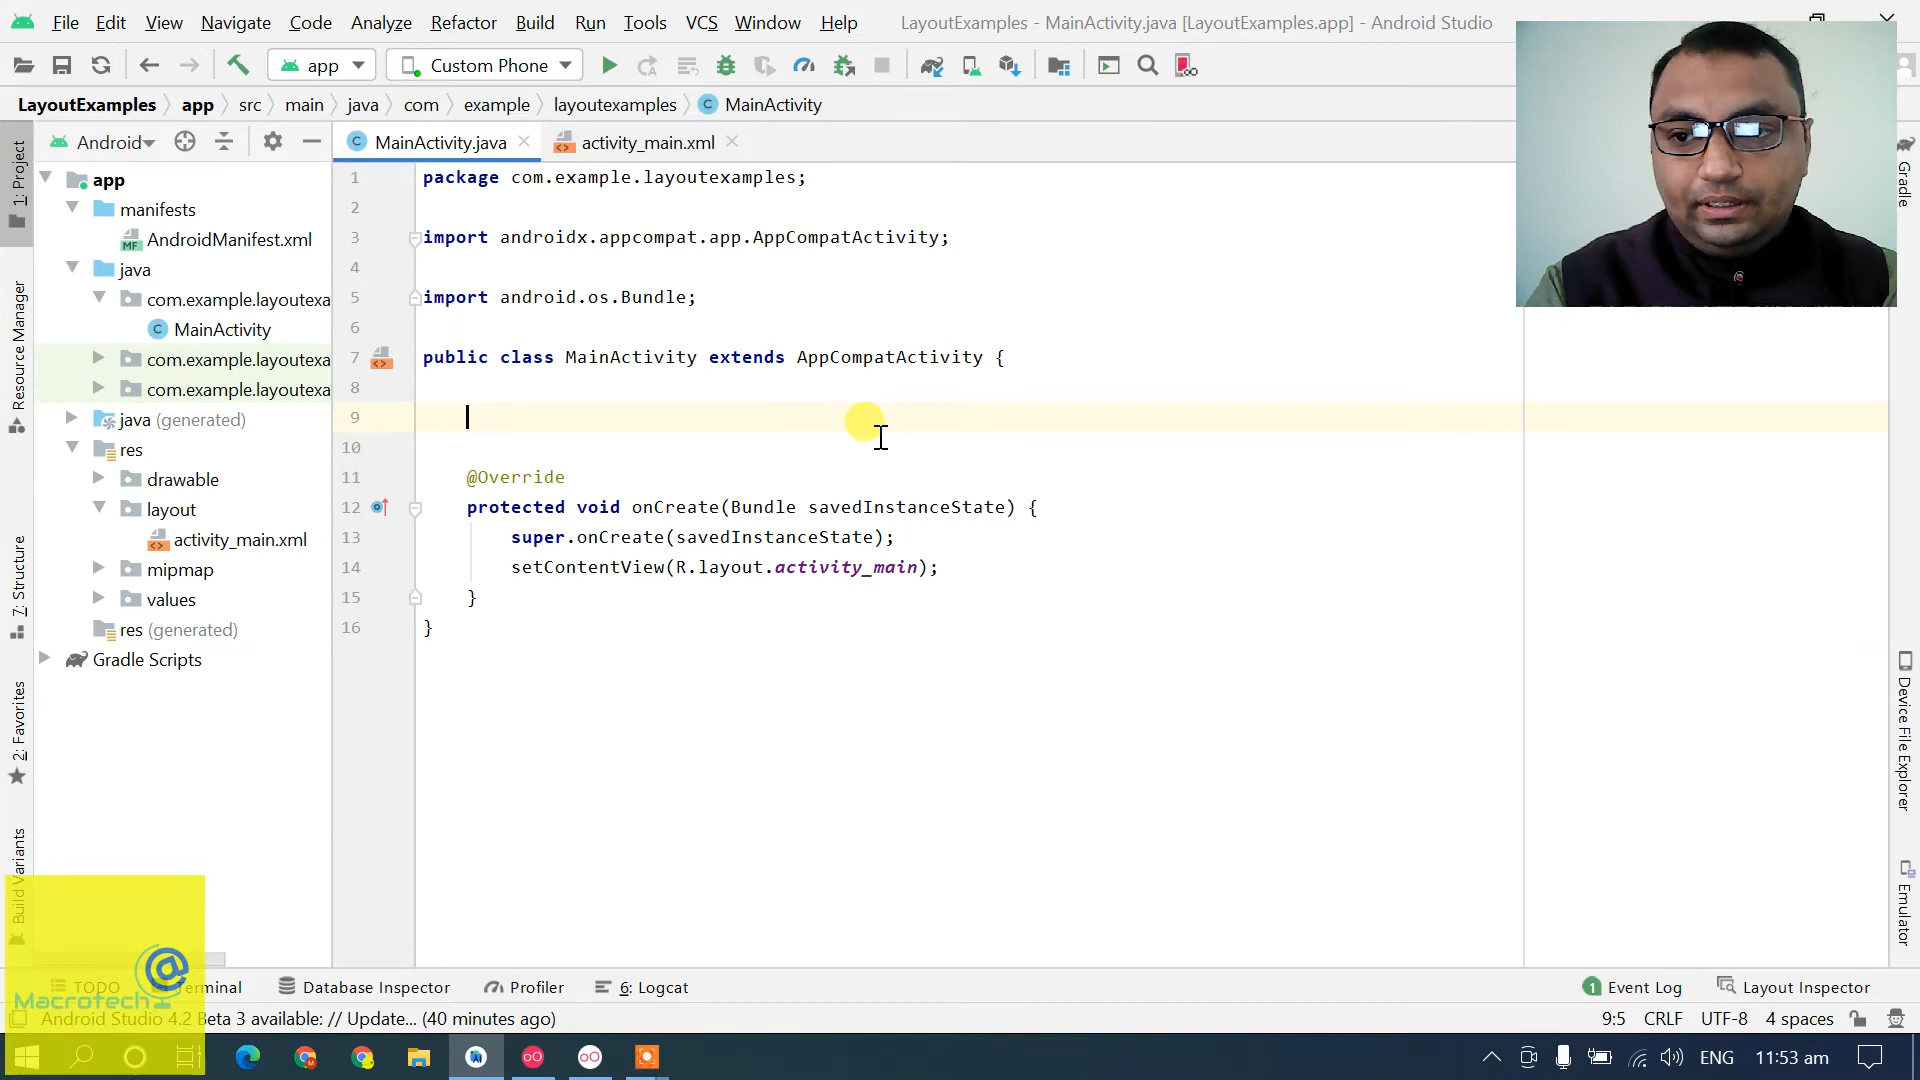 File Edit View Navigate Code Analyze Refactor Build Run Tools VCS Window Help LayoutExamples - MainActivity.java [LayoutExamples.app] - Android Studio
app Custom Phone
LayoutExamples app src main java com example layoutexamples MainActivity
Android MainActivity.java activity_main.xml
1: Project
Resource Manager
7: Structure
2: Favorites
Build Variants
app
manifests
AndroidManifest.xml
java
com.example.layoutexa
MainActivity
com.example.layoutexa
com.example.layoutexa
java (generated)
res
drawable
layout
activity_main.xml
mipmap
values
res (generated)
Gradle Scripts
1 package com.example.layoutexamples;
2
3 import androidx.appcompat.app.AppCompatActivity;
4
5 import android.os.Bundle;
6
7 public class MainActivity extends AppCompatActivity {
8
9
10
11 @Override
12 protected void onCreate(Bundle savedInstanceState) {
13 super.onCreate(savedInstanceState);
14 setContentView(R.layout.activity_main);
15 }
16 }
Gradle
Device File Explorer
Emulator
TODO Terminal Database Inspector Profiler 6: Logcat 1 Event Log Layout Inspector
Macrotech
Android Studio 4.2 Beta 3 available: // Update... (40 minutes ago) 9:5 CRLF UTF-8 4 spaces
ENG 11:53 am